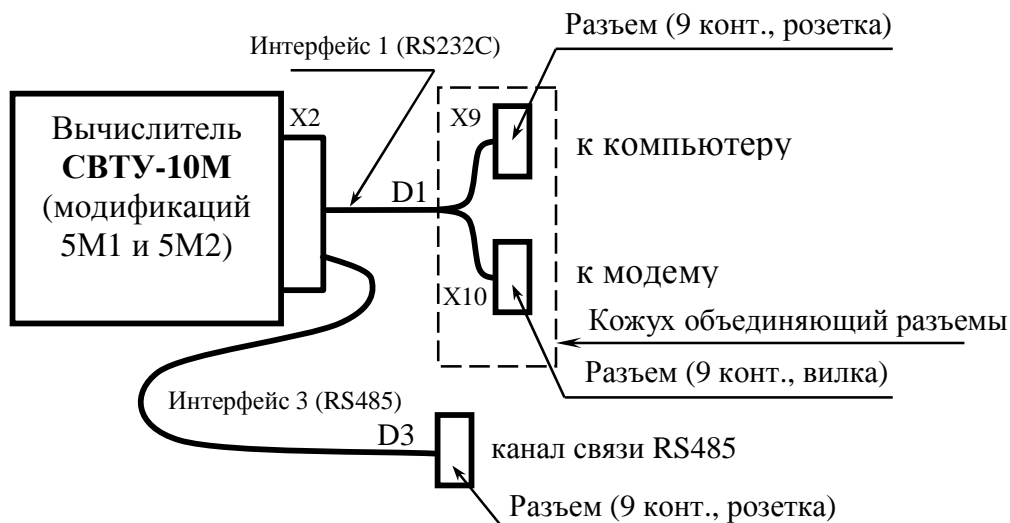 Разъем (9 конт., розетка)
Интерфейс 1 (RS232C)
X2
X9
Вычислитель
СВТУ-10М
(модификаций
5М1 и 5М2)
к компьютеру
D1
к модему
X10
Кожух объединяющий разъемы
Разъем (9 конт., вилка)
Интерфейс 3 (RS485)
D3
канал связи RS485
Разъем (9 конт., розетка)